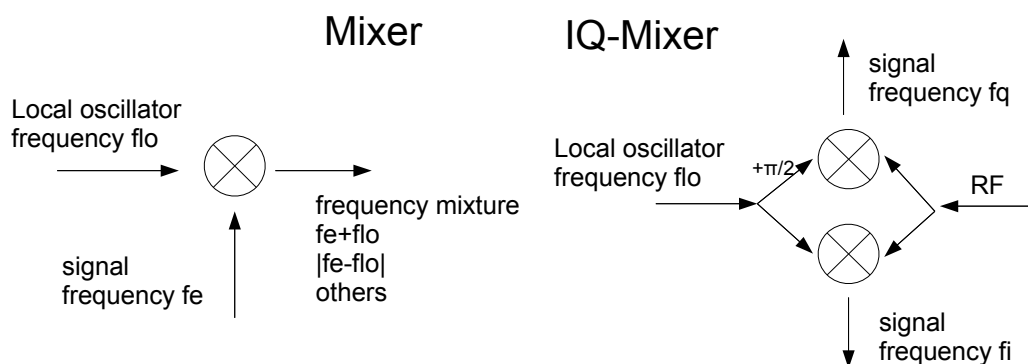 Mixer
Local oscillator
frequency flo
frequency mixture
fe+flo
|fe-flo|
others
signal
frequency fe
IQ-Mixer
signal
frequency fq
Local oscillator
frequency flo
+π/2
RF
signal
frequency fi